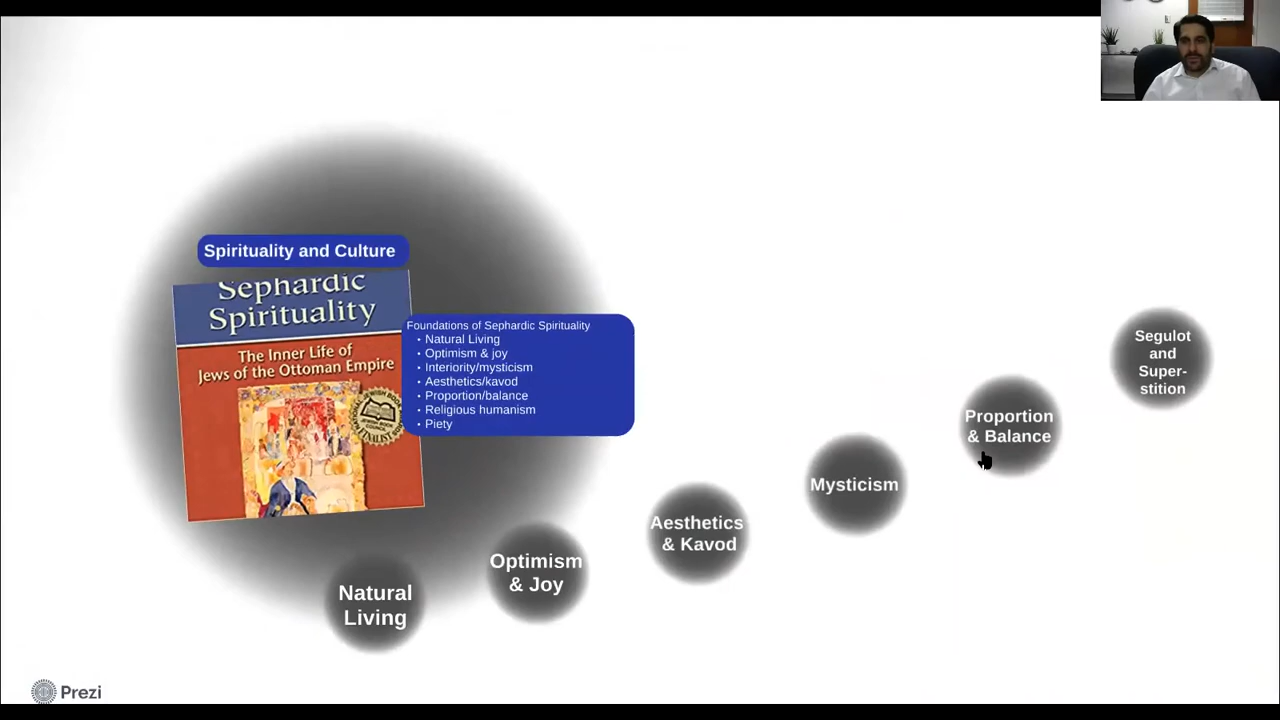 Spirituality and Culture
Sephardic
Spirituality
The Inner Life of
Jews of the Ottoman Empire
Foundations of Sephardic Spirituality
• Natural Living
• Optimism & joy
• Interiority/mysticism
• Aesthetics/kavod
• Proportion/balance
• Religious humanism
• Piety
Natural
Living
Optimism
& Joy
Aesthetics
& Kavod
Mysticism
Proportion
& Balance
Segulot
and
Super-
stition
Prezi